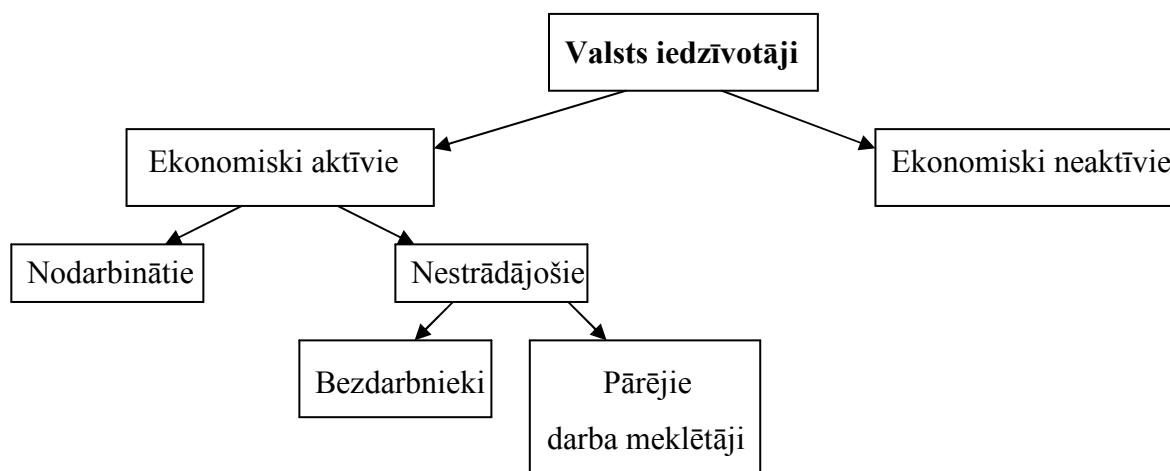 Valsts iedzīvotāji
Ekonomiski aktīvie
Ekonomiski neaktīvie
Nodarbinātie
Nestrādājošie
Bezdarbnieki
Pārējie
darba meklētāji